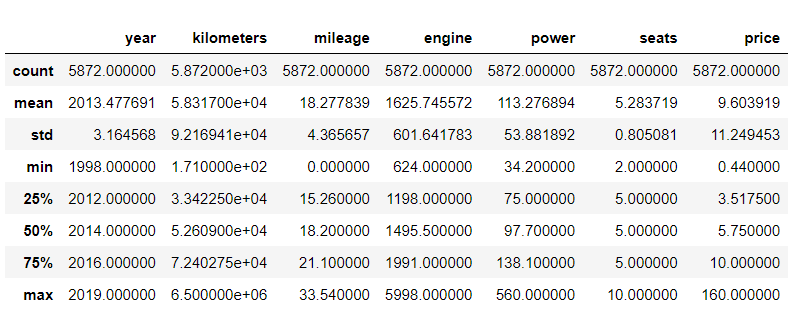 year kilometers mileage engine power seats price
count 5872.000000 5.872000e+03 5872.000000 5872.000000 5872.000000 5872.000000 5872.000000
mean 2013.477691 5.831700e+04 18.277839 1625.745572 113.276894 5.283719 9.603919
std 3.164568 9.216941e+04 4.365657 601.641783 53.881892 0.805081 11.249453
min 1998.000000 1.710000e+02 0.000000 624.000000 34.200000 2.000000 0.440000
25% 2012.000000 3.342250e+04 15.260000 1198.000000 75.000000 5.000000 3.517500
50% 2014.000000 5.260900e+04 18.200000 1495.500000 97.700000 5.000000 5.750000
75% 2016.000000 7.240275e+04 21.100000 1991.000000 138.100000 5.000000 10.000000
max 2019.000000 6.500000e+06 33.540000 5998.000000 560.000000 10.000000 160.000000